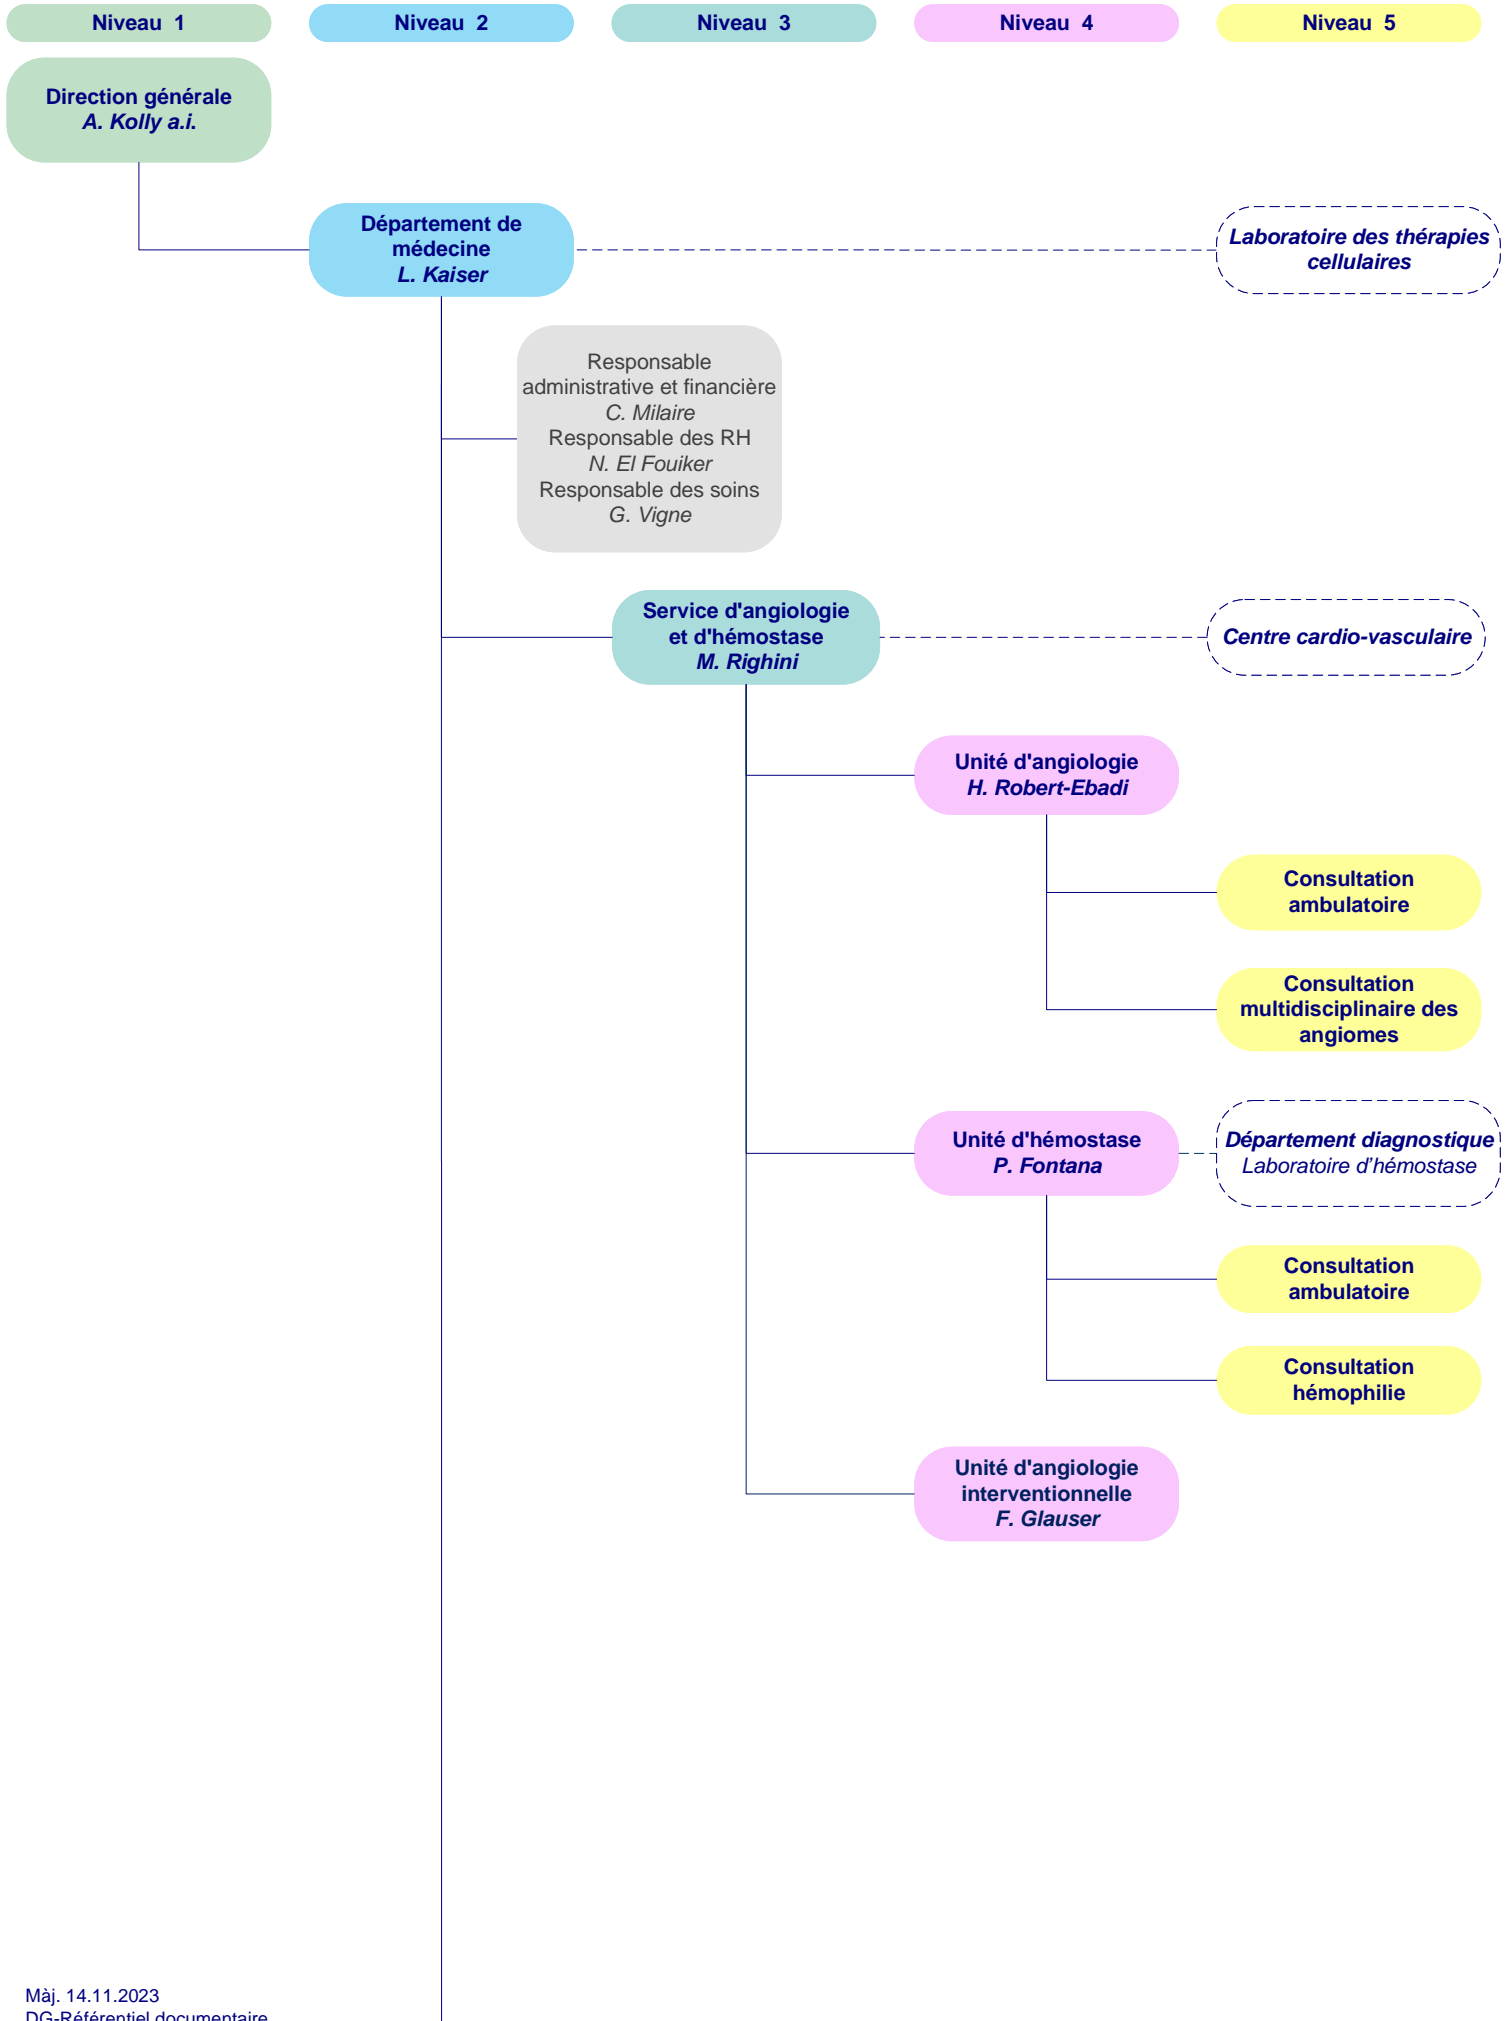 Niveau 1
Niveau 2
Niveau 3
Niveau 4
Niveau 5
Direction générale
A. Kolly a.i.
Département de
médecine
L. Kaiser
Laboratoire des thérapies
cellulaires
Responsable
administrative et financière
C. Milaire
Responsable des RH
N. El Fouiker
Responsable des soins
G. Vigne
Service d'angiologie
et d'hémostase
M. Righini
Centre cardio-vasculaire
Unité d'angiologie
H. Robert-Ebadi
Consultation
ambulatoire
Consultation
multidisciplinaire des
angiomes
Unité d'hémostase
P. Fontana
Département diagnostique
Laboratoire d’hémostase
Consultation
ambulatoire
Consultation
hémophilie
Unité d'angiologie
interventionnelle
F. Glauser
Màj. 14.11.2023
DG-Référentiel documentaire